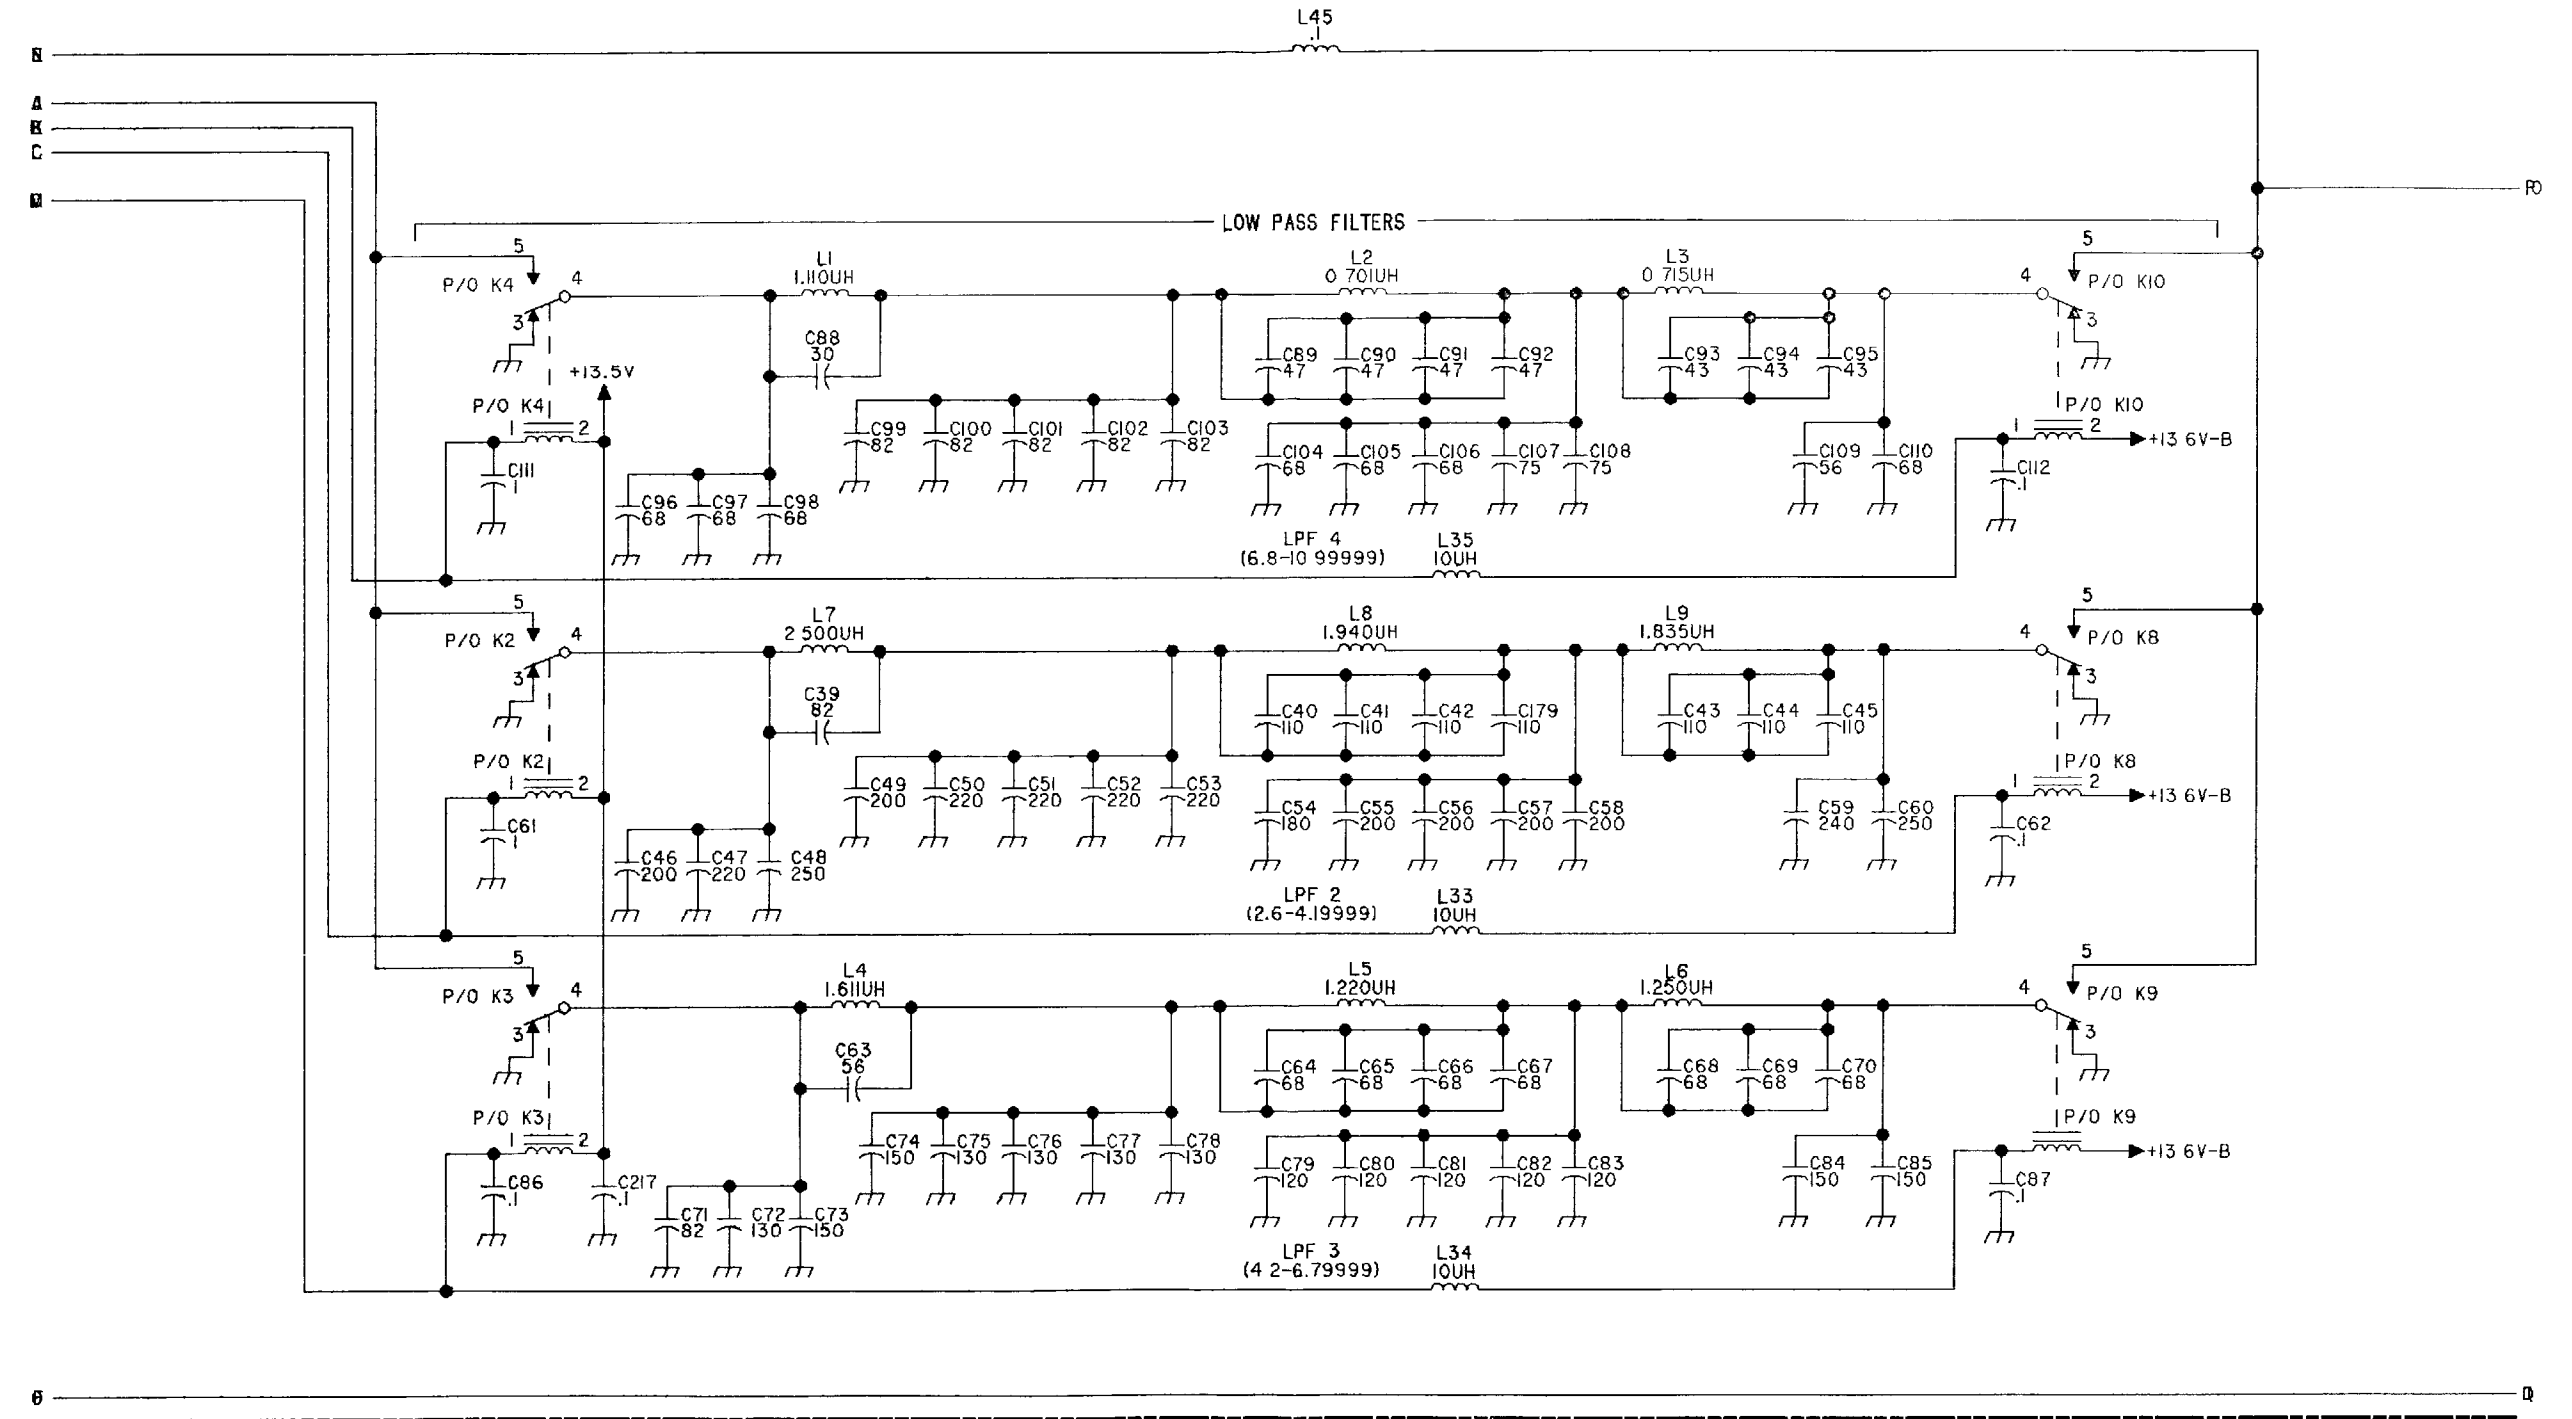 L45
.1
C
LOW PASS FILTERS
5
P/O K4
4
3
L1
1.110UH
L2
0 701UH
L3
0 715UH
5
4
P/O K10
3
C88
30
C89
47
C90
47
C91
47
C92
47
C93
43
C94
43
C95
43
+13.5V
P/O K4
1
2
C111
.1
C99
82
C100
82
C101
82
C102
82
C103
82
C104
68
C105
68
C106
68
C107
75
C108
75
C109
56
C110
68
P/O K10
1
2
+13 6V-B
C112
.1
C96
68
C97
68
C98
68
LPF 4
(6.8-10 99999)
L35
10UH
5
P/O K2
4
3
L7
2 500UH
L8
1.940UH
L9
1.835UH
5
4
P/O K8
3
C39
82
C40
110
C41
110
C42
110
C179
110
C43
110
C44
110
C45
110
P/O K2
1
2
C61
.1
C49
200
C50
220
C51
220
C52
220
C53
220
C54
180
C55
200
C56
200
C57
200
C58
200
C59
240
C60
250
P/O K8
1
2
+13 6V-B
C62
.1
C46
200
C47
220
C48
250
LPF 2
(2.6-4.19999)
L33
10UH
5
P/O K3
4
3
L4
1.611UH
L5
1.220UH
L6
1.250UH
5
4
P/O K9
3
C63
56
C64
68
C65
68
C66
68
C67
68
C68
68
C69
68
C70
68
P/O K3
1
2
C86
.1
C217
.1
C74
150
C75
130
C76
130
C77
130
C78
130
C79
120
C80
120
C81
120
C82
120
C83
120
C84
150
C85
150
P/O K9
1
2
+13 6V-B
C87
.1
C71
82
C72
130
C73
150
LPF 3
(4 2-6.79999)
L34
10UH